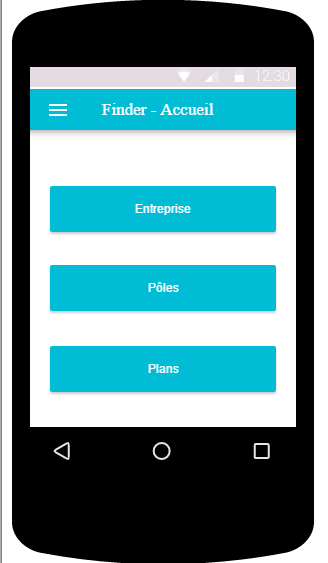 12:30
Finder - Accueil
Entreprise
Pôles
Plans